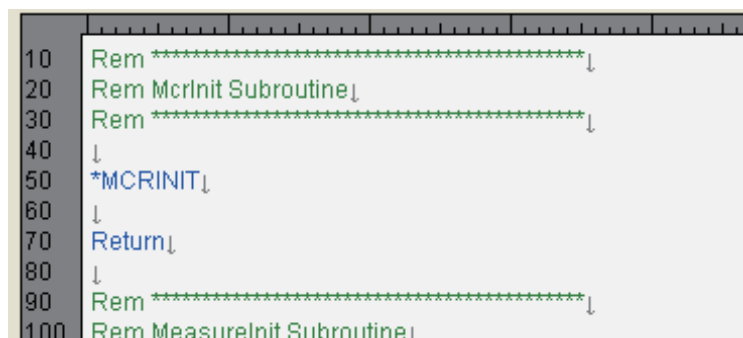 10 Rem *******************************************↓
20 Rem McrInit Subroutine↓
30 Rem *******************************************↓
40 ↓
50 *MCRINIT↓
60 ↓
70 Return↓
80 ↓
90 Rem *******************************************↓
100 Rem MeasureInit Subroutine↓